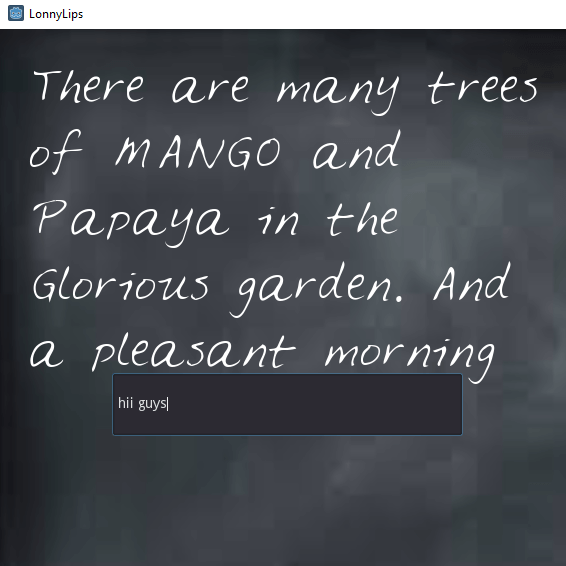 LonnyLips
There are many trees
of MANGO and
Papaya in the
Glorious garden. And
a pleasant morning
hii guys